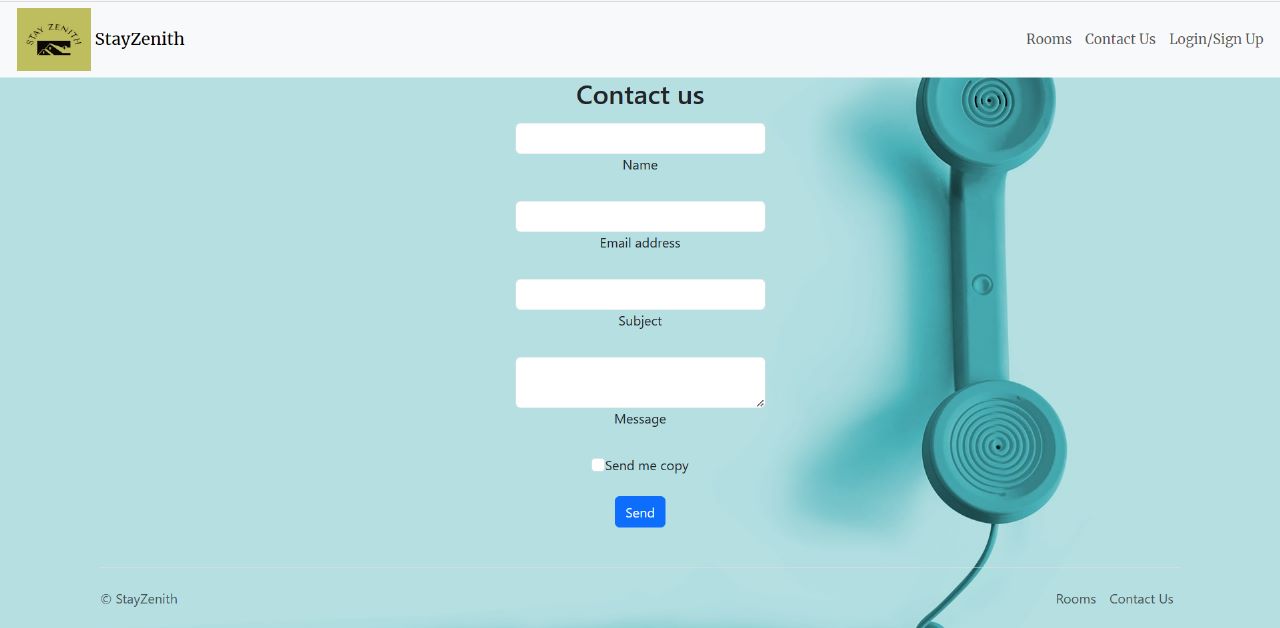 STAY ZENITH
StayZenith
Rooms Contact Us Login/Sign Up
Contact us
Name
Email address
Subject
Message
Send me copy
Send
© StayZenith
Rooms Contact Us